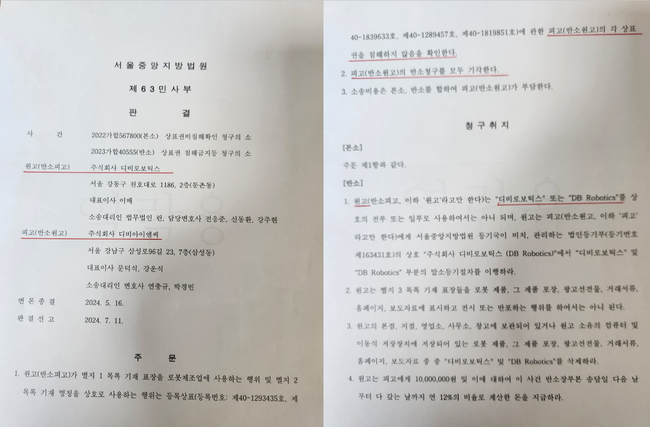 서 울 중 앙 지 방 법 원
제 6 3 민 사 부
판 결
사 건 2022가합567800(본소) 상표권비침해확인 청구의 소
2023가합40555(반소) 상표권 침해금지등 청구의 소
원고(반소피고) 주식회사 디비로보틱스
서울 강동구 천호대로 1186, 2층(둔촌동)
대표이사 이배
소송대리인 법무법인 린, 담당변호사 전응준, 신동환, 강주현
피고(반소원고) 주식회사 디비아이앤씨
서울 강남구 삼성로96길 23, 7층(삼성동)
대표이사 문덕식, 강운식
소송대리인 변호사 연충규, 박경빈
변 론 종 결 2024. 5. 16.
판 결 선 고 2024. 7. 11.
주 문
1. 원고(반소피고)가 별지 1 목록 기재 표장을 로봇제조업에 사용하는 행위 및 별지 2
목록 기재 명칭을 상호로 사용하는 행위는 등록상표(등록번호: 제40-1293435호, 제
40-1839633호, 제40-1289457호, 제40-1819851호)에 관한 피고(반소원고)의 각 상표
권을 침해하지 않음을 확인한다.
2. 피고(반소원고)의 반소청구를 모두 기각한다.
3. 소송비용은 본소, 반소를 합하여 피고(반소원고)가 부담한다.
청 구 취 지
[본소]
주문 제1항과 같다.
[반소]
1. 원고(반소피고, 이하 '원고'라고만 한다)는 "디비로보틱스" 또는 "DB Robotics"를 상
호의 전부 또는 일부로 사용하여서는 아니 되며, 원고는 피고(반소원고, 이하 '피고'
라고만 한다)에게 서울중앙지방법원 등기국이 비치, 관리하는 법인등기부(등기번호
제163431호)의 상호 "주식회사 디비로보틱스 (DB Robotics)"에서 "디비로보틱스" 및
"DB Robotics" 부분의 말소등기절차를 이행하라.
2. 원고는 별지 3 목록 기재 표장들을 로봇 제품, 그 제품 포장, 광고선전물, 거래서류,
홈페이지, 보도자료에 표시하고 전시 또는 반포하는 행위를 하여서는 아니 된다.
3. 원고의 본점, 지점, 영업소, 사무소, 창고에 보관되어 있거나 원고 소유의 컴퓨터 및
이동식 저장장치에 저장되어 있는 로봇 제품, 그 제품 포장, 광고선전물, 거래서류,
홈페이지, 보도자료 중 "디비로보틱스" 및 "DB Robotics"를 삭제하라.
4. 원고는 피고에게 10,000,000원 및 이에 대하여 이 사건 반소장부본 송달일 다음 날
부터 다 갚는 날까지 연 12%의 비율로 계산한 돈을 지급하라.